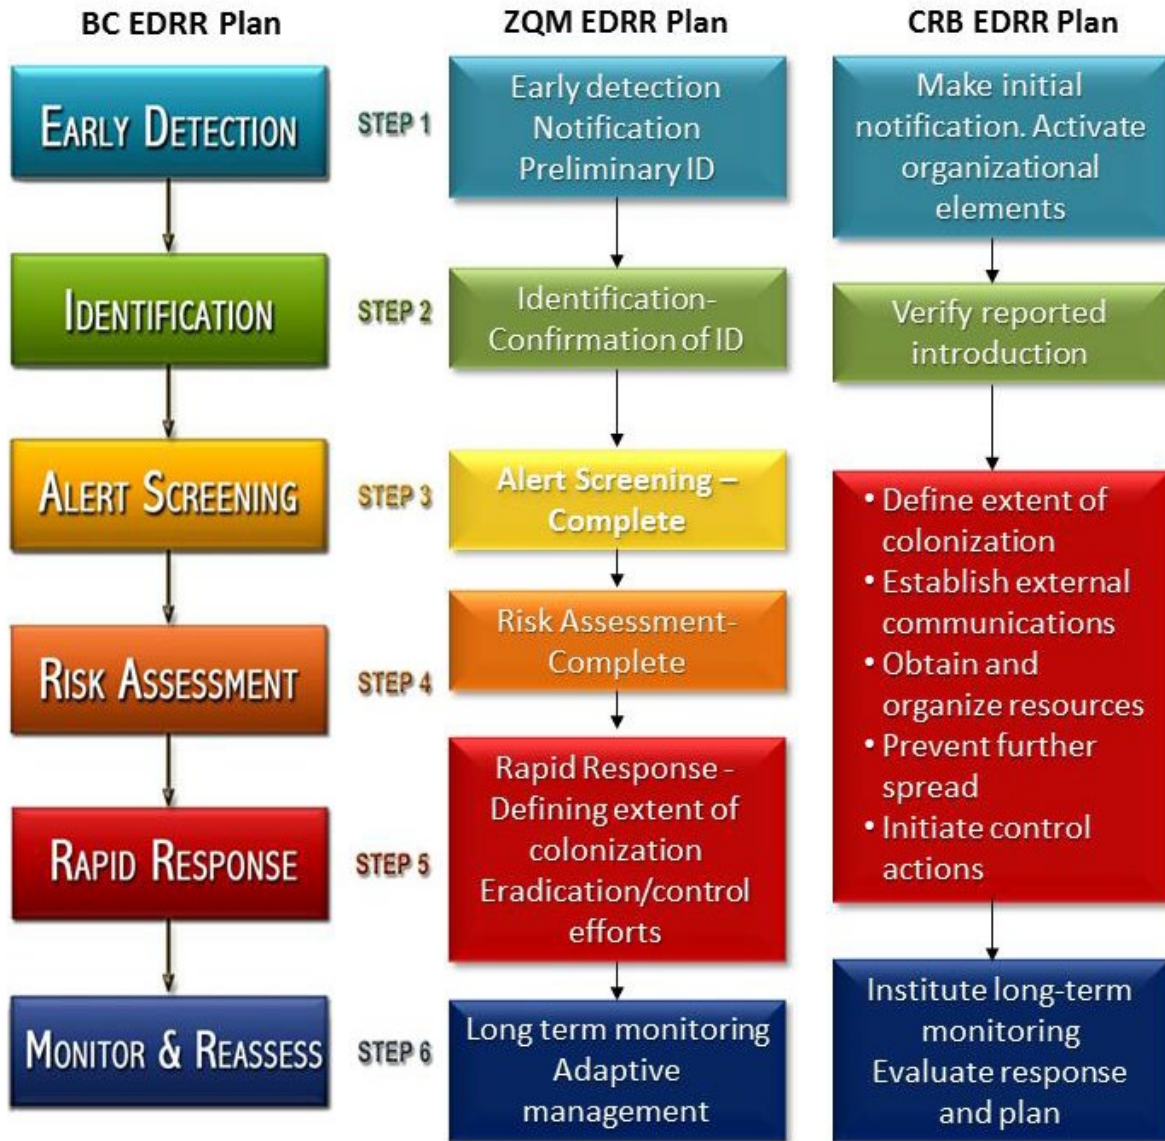 BC EDRR Plan
EARLY DETECTION
IDENTIFICATION
ALERT SCREENING
RISK ASSESSMENT
RAPID RESPONSE
MONITOR & REASSESS
STEP 1
STEP 2
STEP 3
STEP 4
STEP 5
STEP 6
ZQM EDRR Plan
Early detection
Notification
Preliminary ID
Identification-
Confirmation of ID
Alert Screening –
Complete
Risk Assessment-
Complete
Rapid Response -
Defining extent of
colonization
Eradication/control
efforts
Long term monitoring
Adaptive
management
CRB EDRR Plan
Make initial
notification. Activate
organizational
elements
Verify reported
introduction
• Define extent of
colonization
• Establish external
communications
• Obtain and
organize resources
• Prevent further
spread
• Initiate control
actions
Institute long-term
monitoring
Evaluate response
and plan